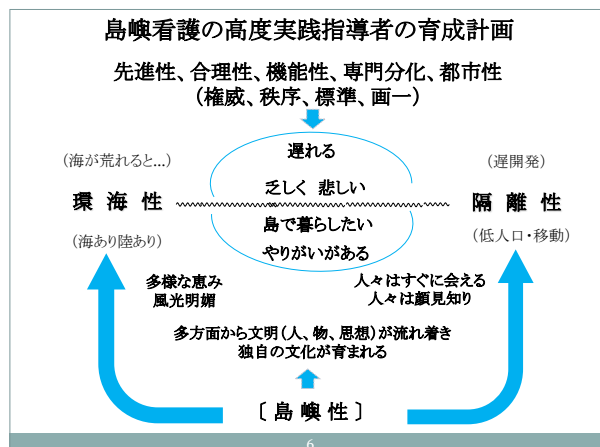 島嶼看護の高度実践指導者の育成計画
先進性、合理性、機能性、専門分化、都市性
（権威、秩序、標準、画一）
遅れる
（海が荒れると...）
（遅開発）
乏しく 悲しい
環 海 性
隔 離 性
島で暮らしたい
（海あり陸あり）
（低人口・移動）
やりがいがある
多様な恵み
風光明媚
人々はすぐに会える
人々は顔見知り
多方面から文明（人、物、思想）が流れ着き
独自の文化が育まれる
〔 島 嶼 性 〕
6